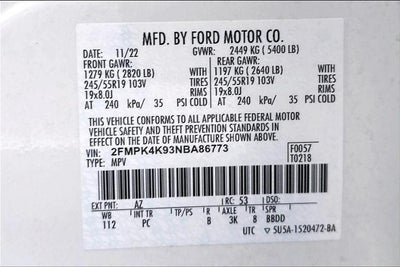 MFD. BY FORD MOTOR CO.
DATE: 11/22 GVWR: 2449 KG ( 5400 LB)
FRONT GAWR: REAR GAWR:
1279 KG ( 2820 LB) WITH 1197 KG ( 2640 LB) WITH
245/55R19 103V TIRES 245/55R19 103V TIRES
19x8.0J RIMS 19x8.0J RIMS
AT 240 kPa/ 35 PSI COLD AT 240 kPa/ 35 PSI COLD
THIS VEHICLE CONFORMS TO ALL APPLICABLE FEDERAL MOTOR
VEHICLE SAFETY AND THEFT PREVENTION STANDARDS IN
EFFECT ON THE DATE OF MANUFACTURE SHOWN ABOVE.
VIN: 2FMPK4K93NBA86773 F0057
TYPE: MPV T0218
EXT PNT: AZ RC: 53 DSO:
WB INT TR TP/PS R AXLE TR SPR
112 PC B 3K 8 BBDD
UTC ▽ 5U5A-1520472-BA